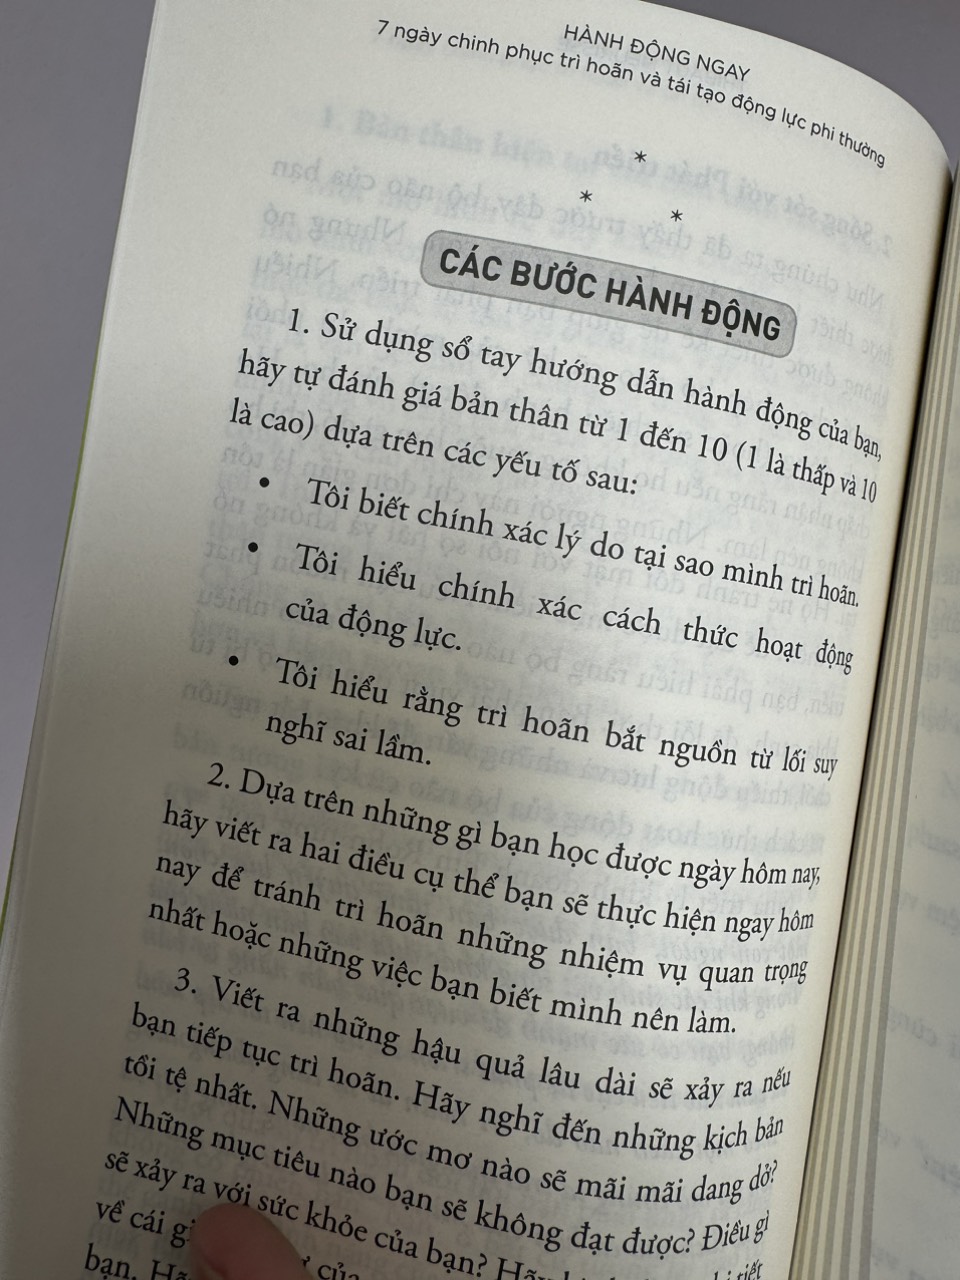 HÀNH ĐỘNG NGAY
7 ngày chinh phục trì hoãn và tái tạo động lực phi thường
*
* *
CÁC BƯỚC HÀNH ĐỘNG
1. Sử dụng sổ tay hướng dẫn hành động của bạn,
hãy tự đánh giá bản thân từ 1 đến 10 (1 là thấp và 10
là cao) dựa trên các yếu tố sau:
• Tôi biết chính xác lý do tại sao mình trì hoãn.
• Tôi hiểu chính xác cách thức hoạt động
của động lực.
• Tôi hiểu rằng trì hoãn bắt nguồn từ lối suy
nghĩ sai lầm.
2. Dựa trên những gì bạn học được ngày hôm nay,
hãy viết ra hai điều cụ thể bạn sẽ thực hiện ngay hôm
nay để tránh trì hoãn những nhiệm vụ quan trọng
nhất hoặc những việc bạn biết mình nên làm.
3. Viết ra những hậu quả lâu dài sẽ xảy ra nếu
bạn tiếp tục trì hoãn. Hãy nghĩ đến những kịch bản
tồi tệ nhất. Những ước mơ nào sẽ mãi mãi dang dở?
Những mục tiêu nào bạn sẽ không đạt được? Điều gì
sẽ xảy ra với sức khỏe của bạn?
về cái của
bạn.